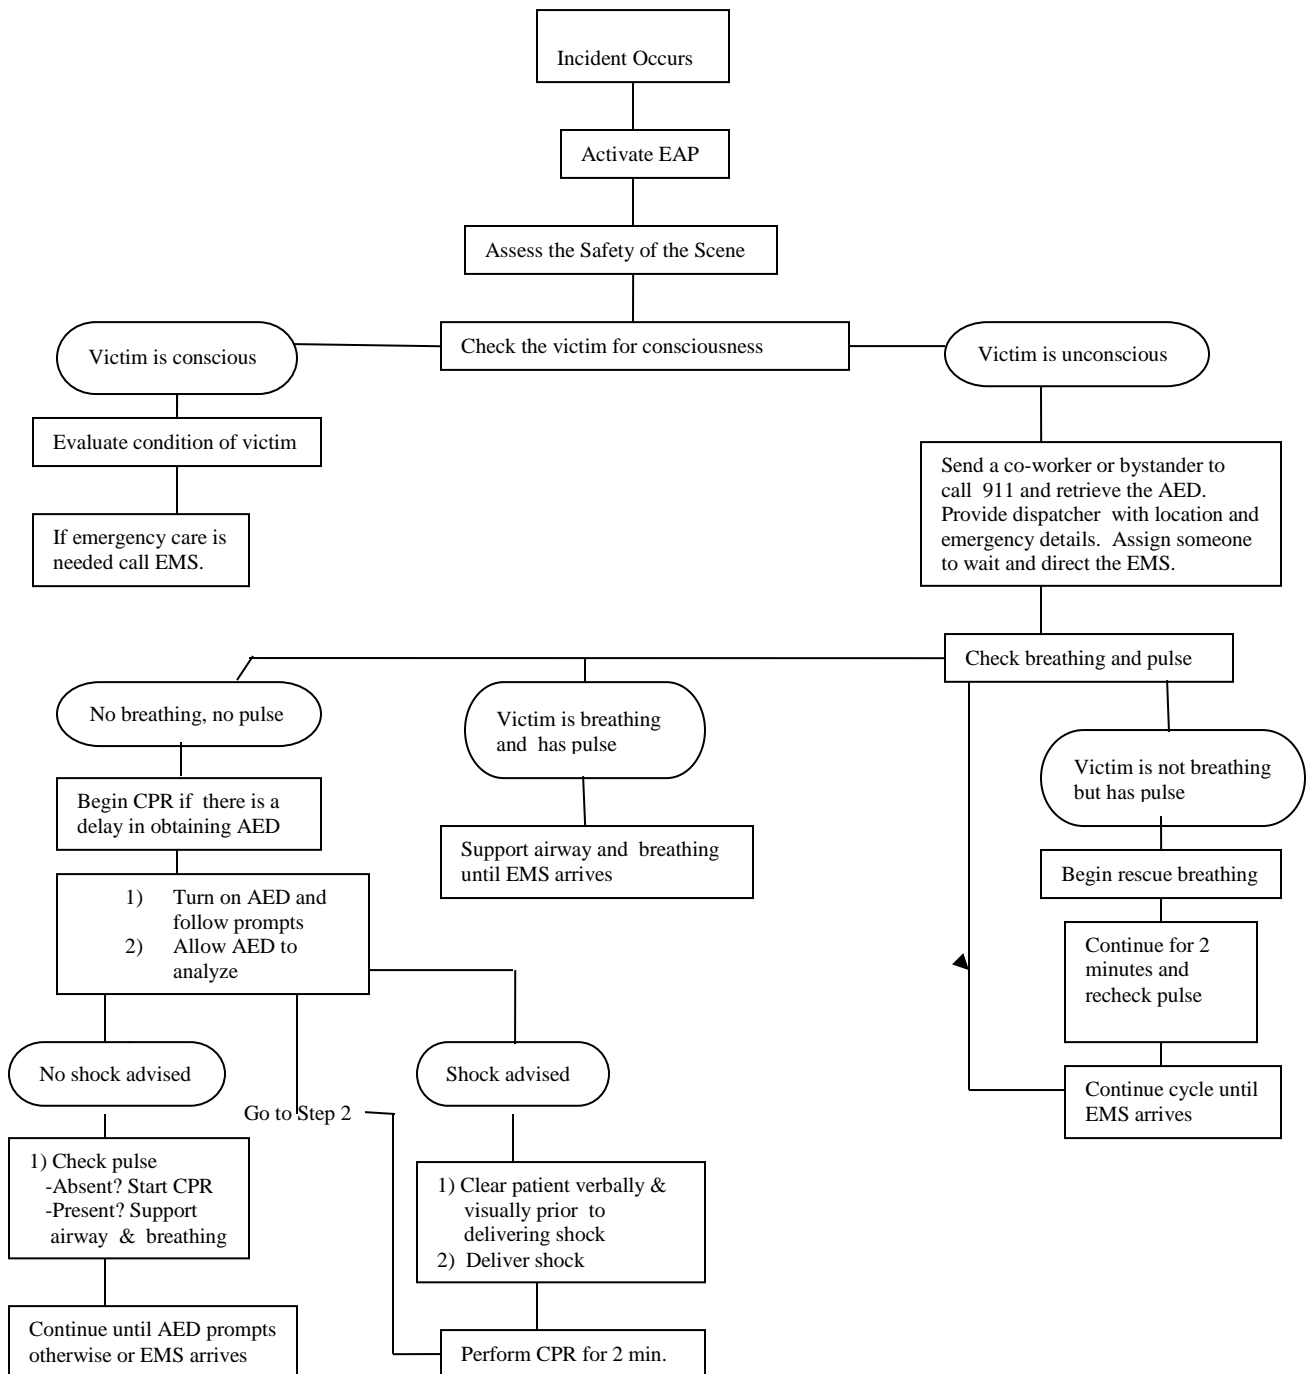 Incident Occurs
Activate EAP
Assess the Safety of the Scene
Victim is conscious
Check the victim for consciousness
Victim is unconscious
Evaluate condition of victim
If emergency care is
needed call EMS.
Send a co-worker or bystander to
call 911 and retrieve the AED.
Provide dispatcher with location and
emergency details. Assign someone
to wait and direct the EMS.
Check breathing and pulse
No breathing, no pulse
Victim is breathing
and has pulse
Victim is not breathing
but has pulse
Begin CPR if there is a
delay in obtaining AED
Support airway and breathing
until EMS arrives
Begin rescue breathing
1) Turn on AED and
follow prompts
2) Allow AED to
analyze
Continue for 2
minutes and
recheck pulse
No shock advised
Shock advised
Continue cycle until
EMS arrives
Go to Step 2
1) Check pulse
-Absent? Start CPR
-Present? Support
airway & breathing
1) Clear patient verbally &
visually prior to
delivering shock
2) Deliver shock
Continue until AED prompts
otherwise or EMS arrives
Perform CPR for 2 min.